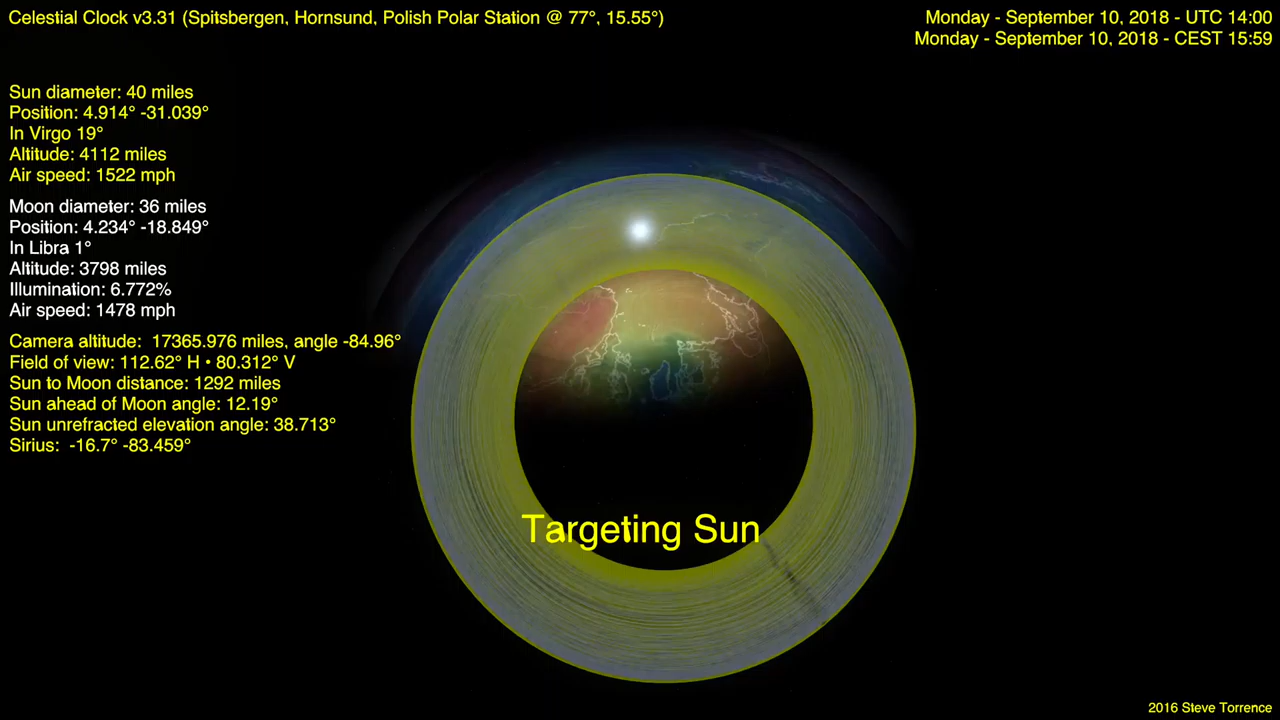 Celestial Clock v3.31 (Spitsbergen, Hornsund, Polish Polar Station @ 77°, 15.55°)
Monday - September 10, 2018 - UTC 14:00
Monday - September 10, 2018 - CEST 15:59
Sun diameter: 40 miles
Position: 4.914° -31.039°
In Virgo 19°
Altitude: 4112 miles
Air speed: 1522 mph
Moon diameter: 36 miles
Position: 4.234° -18.849°
In Libra 1°
Altitude: 3798 miles
Illumination: 6.772%
Air speed: 1478 mph
Camera altitude:  17365.976 miles, angle -84.96°
Field of view: 112.62° H • 80.312° V
Sun to Moon distance: 1292 miles
Sun ahead of Moon angle: 12.19°
Sun unrefracted elevation angle: 38.713°
Sirius:  -16.7° -83.459°
Targeting Sun
2016 Steve Torrence